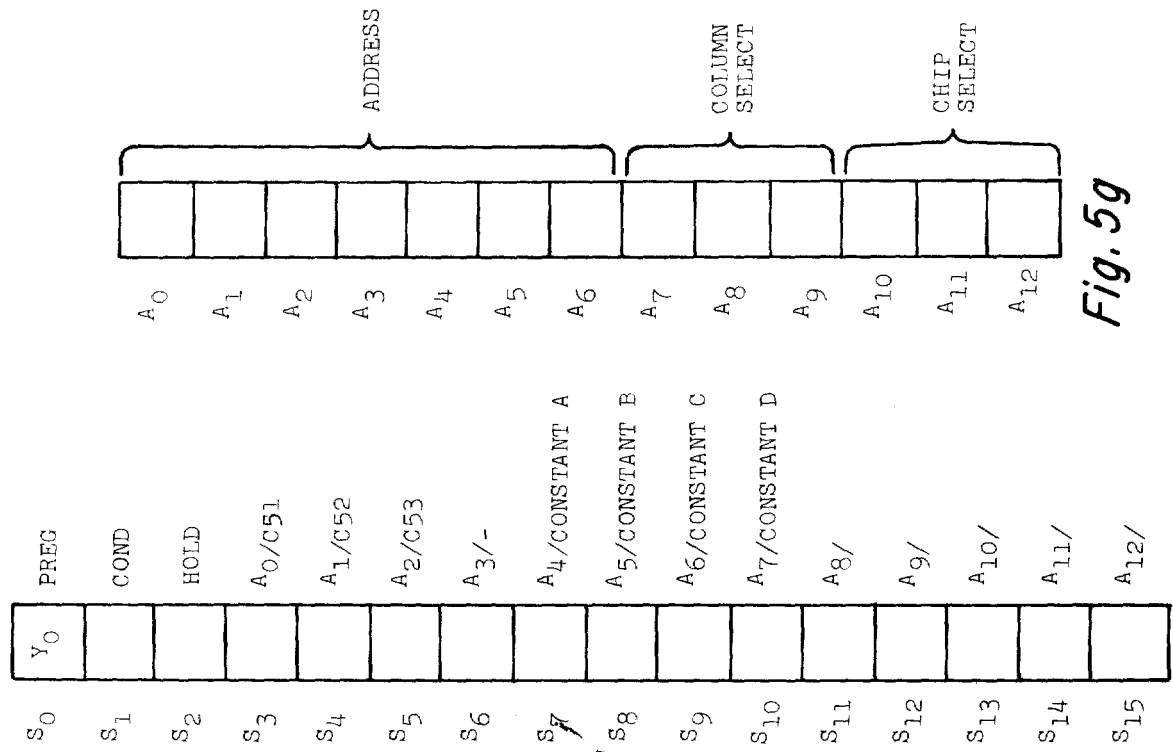 S0 Y0 PREG
S1 COND
S2 HOLD
S3 A0/C51
S4 A1/C52
S5 A2/C53
S6 A3/-
S7 A4/CONSTANT A
S8 A5/CONSTANT B
S9 A6/CONSTANT C
S10 A7/CONSTANT D
S11 A8/
S12 A9/
S13 A10/
S14 A11/
S15 A12/
A0
A1
A2
A3
A4
A5
A6
A7
A8
A9
A10
A11
A12
ADDRESS
COLUMN
SELECT
CHIP
SELECT
Fig. 5g